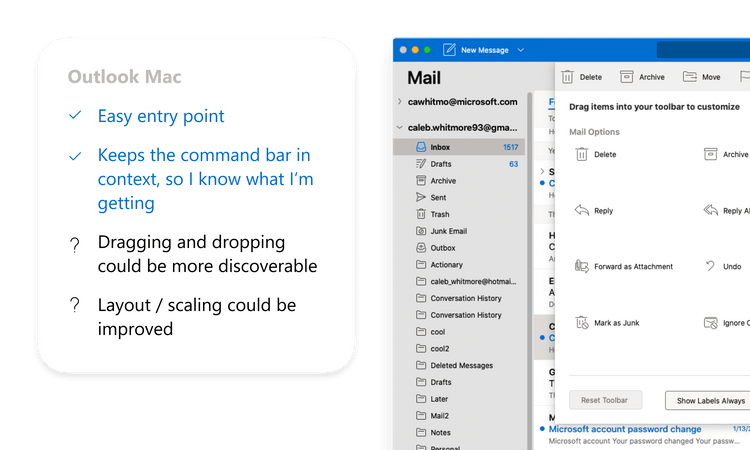 Outlook Mac
Easy entry point
Keeps the command bar in
context, so I know what I'm
getting
Dragging and dropping
could be more discoverable
Layout / scaling could be
improved
New Message
Mail
cawhitmo@microsoft.com
caleb.whitmore93@gma...
Inbox 1517
Drafts 63
Archive
Sent
Trash
Junk Email
Outbox
Actionary
caleb_whitmore@hotmai...
Conversation History
Conversation History
cool
cool2
Deleted Messages
Drafts
Later
Mail2
Notes
Personal
Delete Archive Move
Drag items into your toolbar to customize
Mail Options
Delete Archive
Reply Reply Al
Forward as Attachment Undo
Mark as Junk Ignore C
Reset Toolbar Show Labels Always
Microsoft account password change 1/13/2
Microsoft account Your password changed Your passw...